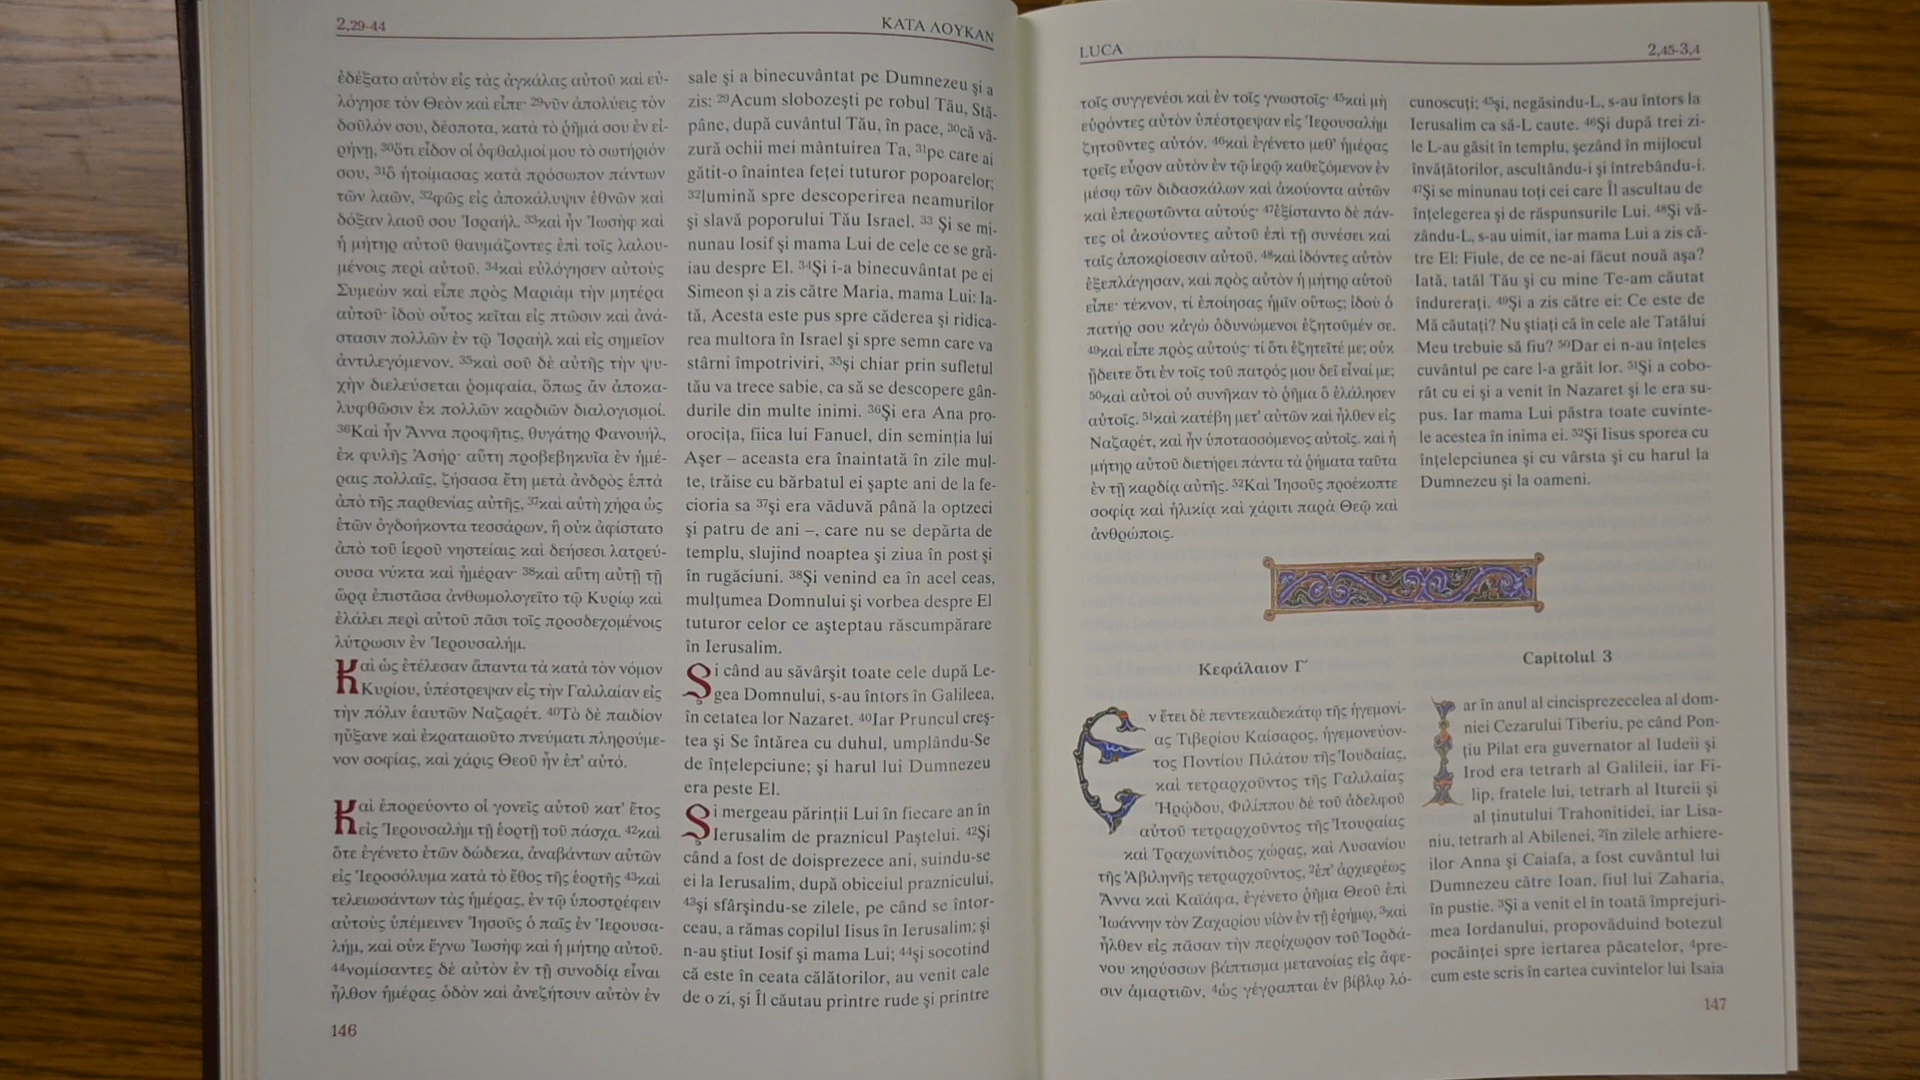 2,29-44
ΚΑΤΑ ΛΟΥΚΑΝ
ἐδέξατο αὐτὸν εἰς τὰς ἀγκάλας αὐτοῦ καὶ εὐ-
λόγησε τὸν Θεὸν καὶ εἶπε· ²⁹νῦν ἀπολύεις τὸν
δοῦλόν σου, δέσποτα, κατὰ τὸ ῥῆμά σου ἐν εἰ-
ρήνῃ, ³⁰ὅτι εἶδον οἱ ὀφθαλμοί μου τὸ σωτήριόν
σου, ³¹ὃ ἡτοίμασας κατὰ πρόσωπον πάντων
τῶν λαῶν, ³²φῶς εἰς ἀποκάλυψιν ἐθνῶν καὶ
δόξαν λαοῦ σου Ἰσραήλ. ³³καὶ ἦν Ἰωσὴφ καὶ
ἡ μήτηρ αὐτοῦ θαυμάζοντες ἐπὶ τοῖς λαλου-
μένοις περὶ αὐτοῦ. ³⁴καὶ εὐλόγησεν αὐτοὺς
Συμεὼν καὶ εἶπε πρὸς Μαριὰμ τὴν μητέρα
αὐτοῦ· ἰδοὺ οὗτος κεῖται εἰς πτῶσιν καὶ ἀνά-
στασιν πολλῶν ἐν τῷ Ἰσραὴλ καὶ εἰς σημεῖον
ἀντιλεγόμενον. ³⁵καὶ σοῦ δὲ αὐτῆς τὴν ψυ-
χὴν διελεύσεται ῥομφαία, ὅπως ἂν ἀποκα-
λυφθῶσιν ἐκ πολλῶν καρδιῶν διαλογισμοί.
³⁶Καὶ ἦν Ἄννα προφῆτις, θυγάτηρ Φανουήλ,
ἐκ φυλῆς Ἀσήρ· αὕτη προβεβηκυῖα ἐν ἡμέ-
ραις πολλαῖς, ζήσασα ἔτη μετὰ ἀνδρὸς ἑπτὰ
ἀπὸ τῆς παρθενίας αὐτῆς, ³⁷καὶ αὐτὴ χήρα ὡς
ἐτῶν ὀγδοήκοντα τεσσάρων, ἣ οὐκ ἀφίστατο
ἀπὸ τοῦ ἱεροῦ νηστείαις καὶ δεήσεσι λατρεύ-
ουσα νύκτα καὶ ἡμέραν· ³⁸καὶ αὕτη αὐτῇ τῇ
ὥρᾳ ἐπιστᾶσα ἀνθωμολογεῖτο τῷ Κυρίῳ καὶ
ἐλάλει περὶ αὐτοῦ πᾶσι τοῖς προσδεχομένοις
λύτρωσιν ἐν Ἱερουσαλήμ.
Καὶ ὡς ἐτέλεσαν ἅπαντα τὰ κατὰ τὸν νόμον
Κυρίου, ὑπέστρεψαν εἰς τὴν Γαλιλαίαν εἰς
τὴν πόλιν ἑαυτῶν Ναζαρέτ. ⁴⁰Τὸ δὲ παιδίον
ηὔξανε καὶ ἐκραταιοῦτο πνεύματι πληρούμε-
νον σοφίας, καὶ χάρις Θεοῦ ἦν ἐπ᾽ αὐτό.
Καὶ ἐπορεύοντο οἱ γονεῖς αὐτοῦ κατ᾽ ἔτος
εἰς Ἱερουσαλὴμ τῇ ἑορτῇ τοῦ πάσχα. ⁴²καὶ
ὅτε ἐγένετο ἐτῶν δώδεκα, ἀναβάντων αὐτῶν
εἰς Ἱεροσόλυμα κατὰ τὸ ἔθος τῆς ἑορτῆς ⁴³καὶ
τελειωσάντων τὰς ἡμέρας, ἐν τῷ ὑποστρέφειν
αὐτοὺς ὑπέμεινεν Ἰησοῦς ὁ παῖς ἐν Ἱερουσα-
λήμ, καὶ οὐκ ἔγνω Ἰωσὴφ καὶ ἡ μήτηρ αὐτοῦ.
⁴⁴νομίσαντες δὲ αὐτὸν ἐν τῇ συνοδίᾳ εἶναι
ἦλθον ἡμέρας ὁδὸν καὶ ἀνεζήτουν αὐτὸν ἐν
sale şi a binecuvântat pe Dumnezeu şi a
zis: ²⁹Acum slobozeşti pe robul Tău, Stă-
pâne, după cuvântul Tău, în pace, ³⁰că vă-
zură ochii mei mântuirea Ta, ³¹pe care ai
gătit-o înaintea feţei tuturor popoarelor;
³²lumină spre descoperirea neamurilor
şi slavă poporului Tău Israel. ³³ Şi se mi-
nunau Iosif şi mama Lui de cele ce se gră-
iau despre El. ³⁴Şi i-a binecuvântat pe ei
Simeon şi a zis către Maria, mama Lui: Ia-
tă, Acesta este pus spre căderea şi ridica-
rea multora în Israel şi spre semn care va
stârni împotriviri, ³⁵şi chiar prin sufletul
tău va trece sabie, ca să se descopere gân-
durile din multe inimi. ³⁶Şi era Ana pro-
orociţa, fiica lui Fanuel, din seminţia lui
Aşer – aceasta era înaintată în zile mul-
te, trăise cu bărbatul ei şapte ani de la fe-
cioria sa ³⁷şi era văduvă până la optzeci
şi patru de ani –, care nu se depărta de
templu, slujind noaptea şi ziua în post şi
în rugăciuni. ³⁸Şi venind ea în acel ceas,
mulţumea Domnului şi vorbea despre El
tuturor celor ce aşteptau răscumpărare
în Ierusalim.
Şi când au săvârşit toate cele după Le-
gea Domnului, s-au întors în Galileea,
în cetatea lor Nazaret. ⁴⁰Iar Pruncul creş-
tea şi Se întărea cu duhul, umplându-Se
de înţelepciune; şi harul lui Dumnezeu
era peste El.
Şi mergeau părinţii Lui în fiecare an în
Ierusalim de praznicul Paştelui. ⁴²Şi
când a fost de doisprezece ani, suindu-se
ei la Ierusalim, după obiceiul praznicului,
⁴³şi sfârşindu-se zilele, pe când se întor-
ceau, a rămas copilul Iisus în Ierusalim; şi
n-au ştiut Iosif şi mama Lui; ⁴⁴şi socotind
că este în ceata călătorilor, au venit cale
de o zi, şi Îl căutau printre rude şi printre
146
LUCA
2,45-3,4
τοῖς συγγενέσι καὶ ἐν τοῖς γνωστοῖς· ⁴⁵καὶ μὴ
εὑρόντες αὐτὸν ὑπέστρεψαν εἰς Ἱερουσαλὴμ
ζητοῦντες αὐτόν. ⁴⁶καὶ ἐγένετο μεθ᾽ ἡμέρας
τρεῖς εὗρον αὐτὸν ἐν τῷ ἱερῷ καθεζόμενον ἐν
μέσῳ τῶν διδασκάλων καὶ ἀκούοντα αὐτῶν
καὶ ἐπερωτῶντα αὐτούς· ⁴⁷ἐξίσταντο δὲ πάν-
τες οἱ ἀκούοντες αὐτοῦ ἐπὶ τῇ συνέσει καὶ
ταῖς ἀποκρίσεσιν αὐτοῦ. ⁴⁸καὶ ἰδόντες αὐτὸν
ἐξεπλάγησαν, καὶ πρὸς αὐτὸν ἡ μήτηρ αὐτοῦ
εἶπε· τέκνον, τί ἐποίησας ἡμῖν οὕτως; ἰδοὺ ὁ
πατήρ σου κἀγὼ ὀδυνώμενοι ἐζητοῦμέν σε.
⁴⁹καὶ εἶπε πρὸς αὐτούς· τί ὅτι ἐζητεῖτέ με; οὐκ
ᾔδειτε ὅτι ἐν τοῖς τοῦ πατρός μου δεῖ εἶναί με;
⁵⁰καὶ αὐτοὶ οὐ συνῆκαν τὸ ῥῆμα ὃ ἐλάλησεν
αὐτοῖς. ⁵¹καὶ κατέβη μετ᾽ αὐτῶν καὶ ἦλθεν εἰς
Ναζαρέτ, καὶ ἦν ὑποτασσόμενος αὐτοῖς. καὶ ἡ
μήτηρ αὐτοῦ διετήρει πάντα τὰ ῥήματα ταῦτα
ἐν τῇ καρδίᾳ αὐτῆς. ⁵²Καὶ Ἰησοῦς προέκοπτε
σοφίᾳ καὶ ἡλικίᾳ καὶ χάριτι παρὰ Θεῷ καὶ
ἀνθρώποις.
cunoscuţi; ⁴⁵şi, negăsindu-L, s-au întors la
Ierusalim ca să-L caute. ⁴⁶Şi după trei zi-
le L-au găsit în templu, şezând în mijlocul
învăţătorilor, ascultându-i şi întrebându-i.
⁴⁷Şi se minunau toţi cei care Îl ascultau de
înţelegerea şi de răspunsurile Lui. ⁴⁸Şi vă-
zându-L, s-au uimit, iar mama Lui a zis că-
tre El: Fiule, de ce ne-ai făcut nouă aşa?
Iată, tatăl Tău şi cu mine Te-am căutat
îndureraţi. ⁴⁹Şi a zis către ei: Ce este de
Mă căutaţi? Nu ştiaţi că în cele ale Tatălui
Meu trebuie să fiu? ⁵⁰Dar ei n-au înţeles
cuvântul pe care l-a grăit lor. ⁵¹Şi a cobo-
rât cu ei şi a venit în Nazaret şi le era su-
pus. Iar mama Lui păstra toate cuvinte-
le acestea în inima ei. ⁵²Şi Iisus sporea cu
înţelepciunea şi cu vârsta şi cu harul la
Dumnezeu şi la oameni.
Κεφάλαιον Γ΄
Ἐν ἔτει δὲ πεντεκαιδεκάτῳ τῆς ἡγεμονί-
ας Τιβερίου Καίσαρος, ἡγεμονεύον-
τος Ποντίου Πιλάτου τῆς Ἰουδαίας,
καὶ τετραρχοῦντος τῆς Γαλιλαίας
Ἡρῴδου, Φιλίππου δὲ τοῦ ἀδελφοῦ
αὐτοῦ τετραρχοῦντος τῆς Ἰτουραίας
καὶ Τραχωνίτιδος χώρας, καὶ Λυσανίου
τῆς Ἀβιληνῆς τετραρχοῦντος, ²ἐπ᾽ ἀρχιερέως
Ἄννα καὶ Καϊάφα, ἐγένετο ῥῆμα Θεοῦ ἐπὶ
Ἰωάννην τὸν Ζαχαρίου υἱὸν ἐν τῇ ἐρήμῳ, ³καὶ
ἦλθεν εἰς πᾶσαν τὴν περίχωρον τοῦ Ἰορδά-
νου κηρύσσων βάπτισμα μετανοίας εἰς ἄφε-
σιν ἁμαρτιῶν, ⁴ὡς γέγραπται ἐν βίβλῳ λό-
Capitolul 3
Iar în anul al cincisprezecelea al dom-
niei Cezarului Tiberiu, pe când Pon-
ţiu Pilat era guvernator al Iudeii şi
Irod era tetrarh al Galileii, iar Fi-
lip, fratele lui, tetrarh al Itureii şi
al ţinutului Trahonitidei, iar Lisa-
niu, tetrarh al Abilenei, ²în zilele arhiere-
ilor Anna şi Caiafa, a fost cuvântul lui
Dumnezeu către Ioan, fiul lui Zaharia,
în pustie. ³Şi a venit el în toată împrejuri-
mea Iordanului, propovăduind botezul
pocăinţei spre iertarea păcatelor, ⁴pre-
cum este scris în cartea cuvintelor lui Isaia
147